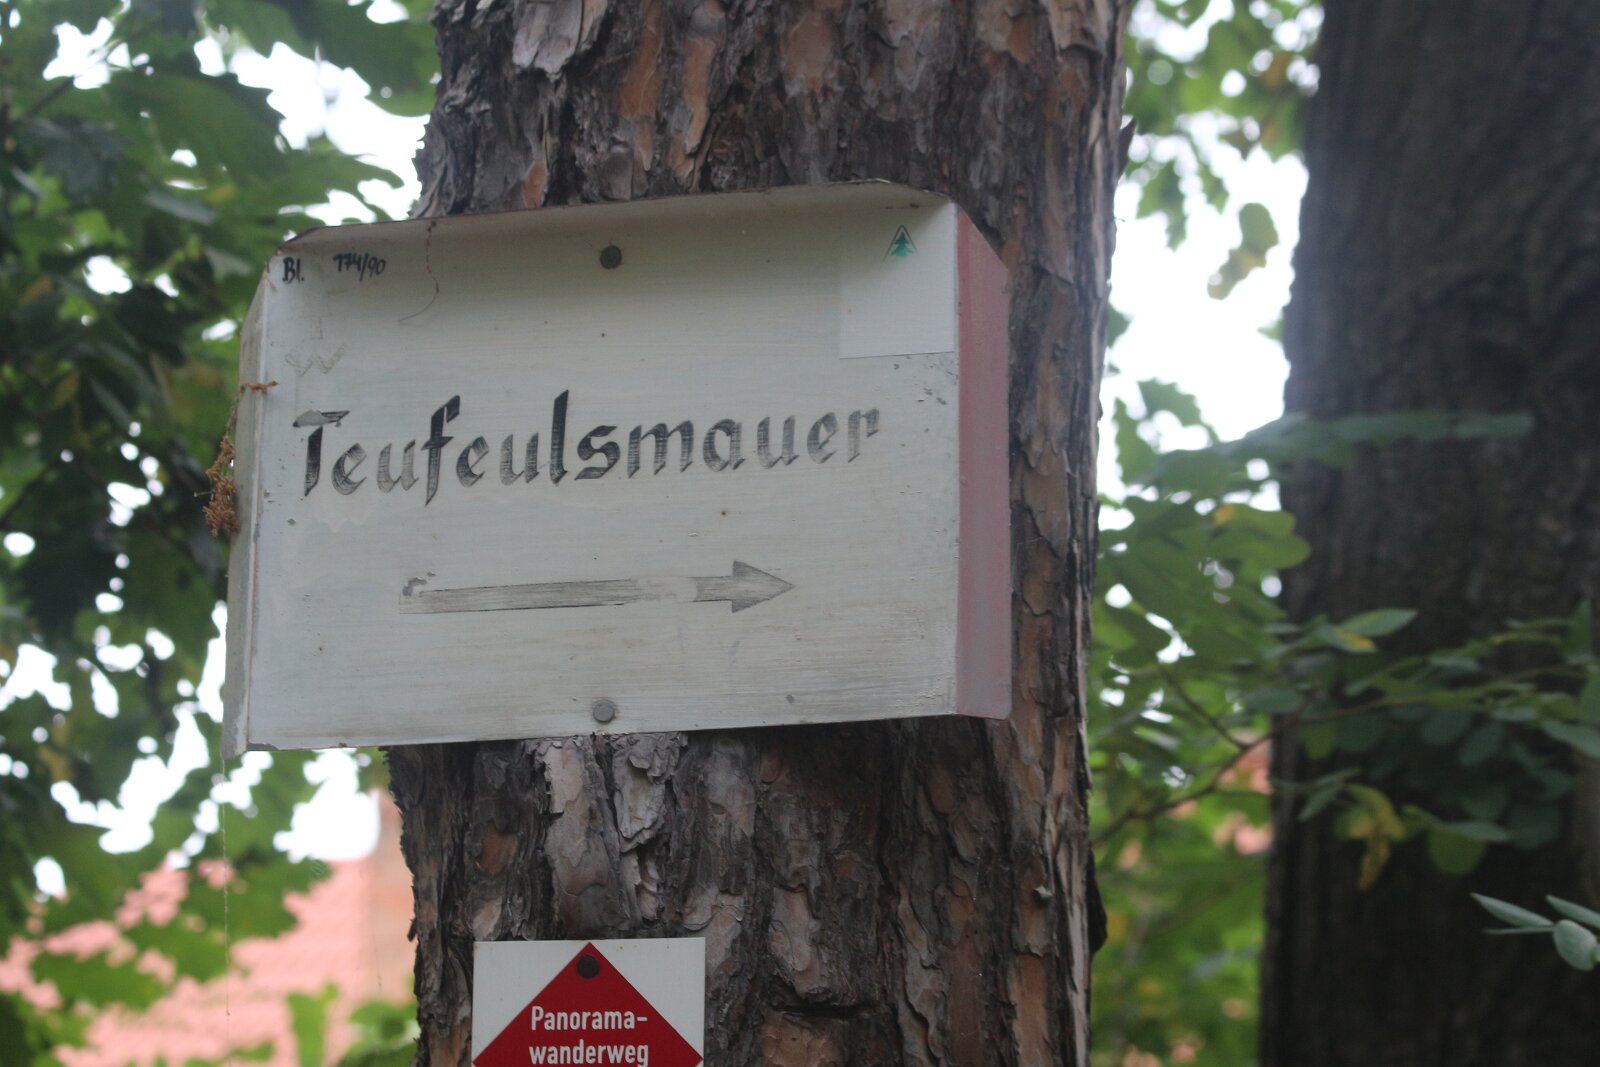 Bl. 174/90
Teufeulsmauer
Panorama-
wanderweg